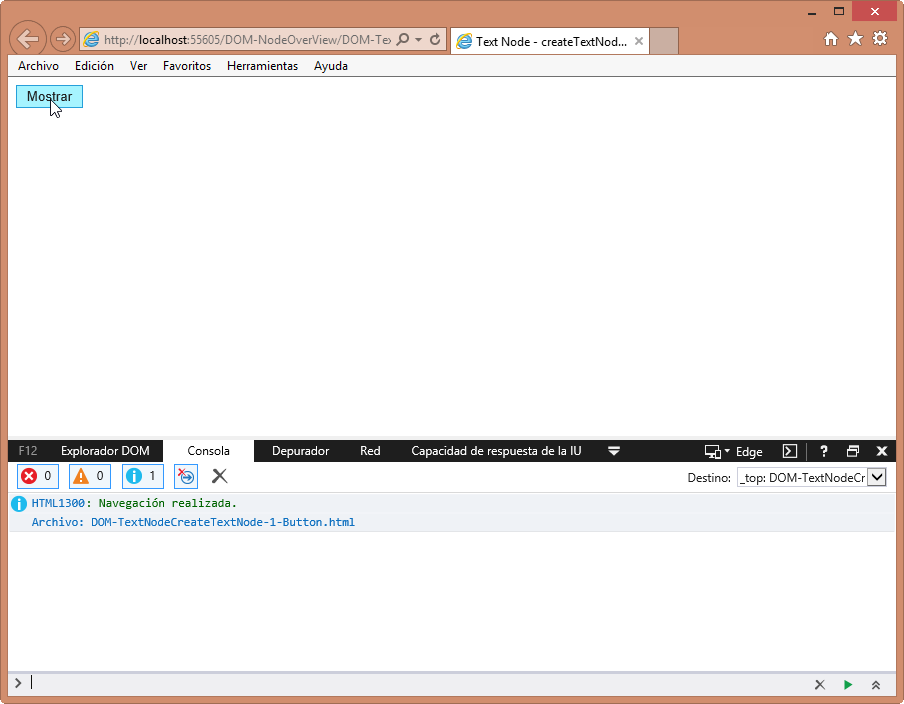 http://localhost:55605/DOM-NodeOverView/DOM-Te
Text Node - createTextNod...
Archivo Edición Ver Favoritos Herramientas Ayuda
Mostrar
F12 Explorador DOM Consola Depurador Red Capacidad de respuesta de la IU Edge ?
0 0 1 Destino: _top: DOM-TextNodeCr
HTML1300: Navegación realizada.
Archivo: DOM-TextNodeCreateTextNode-1-Button.html